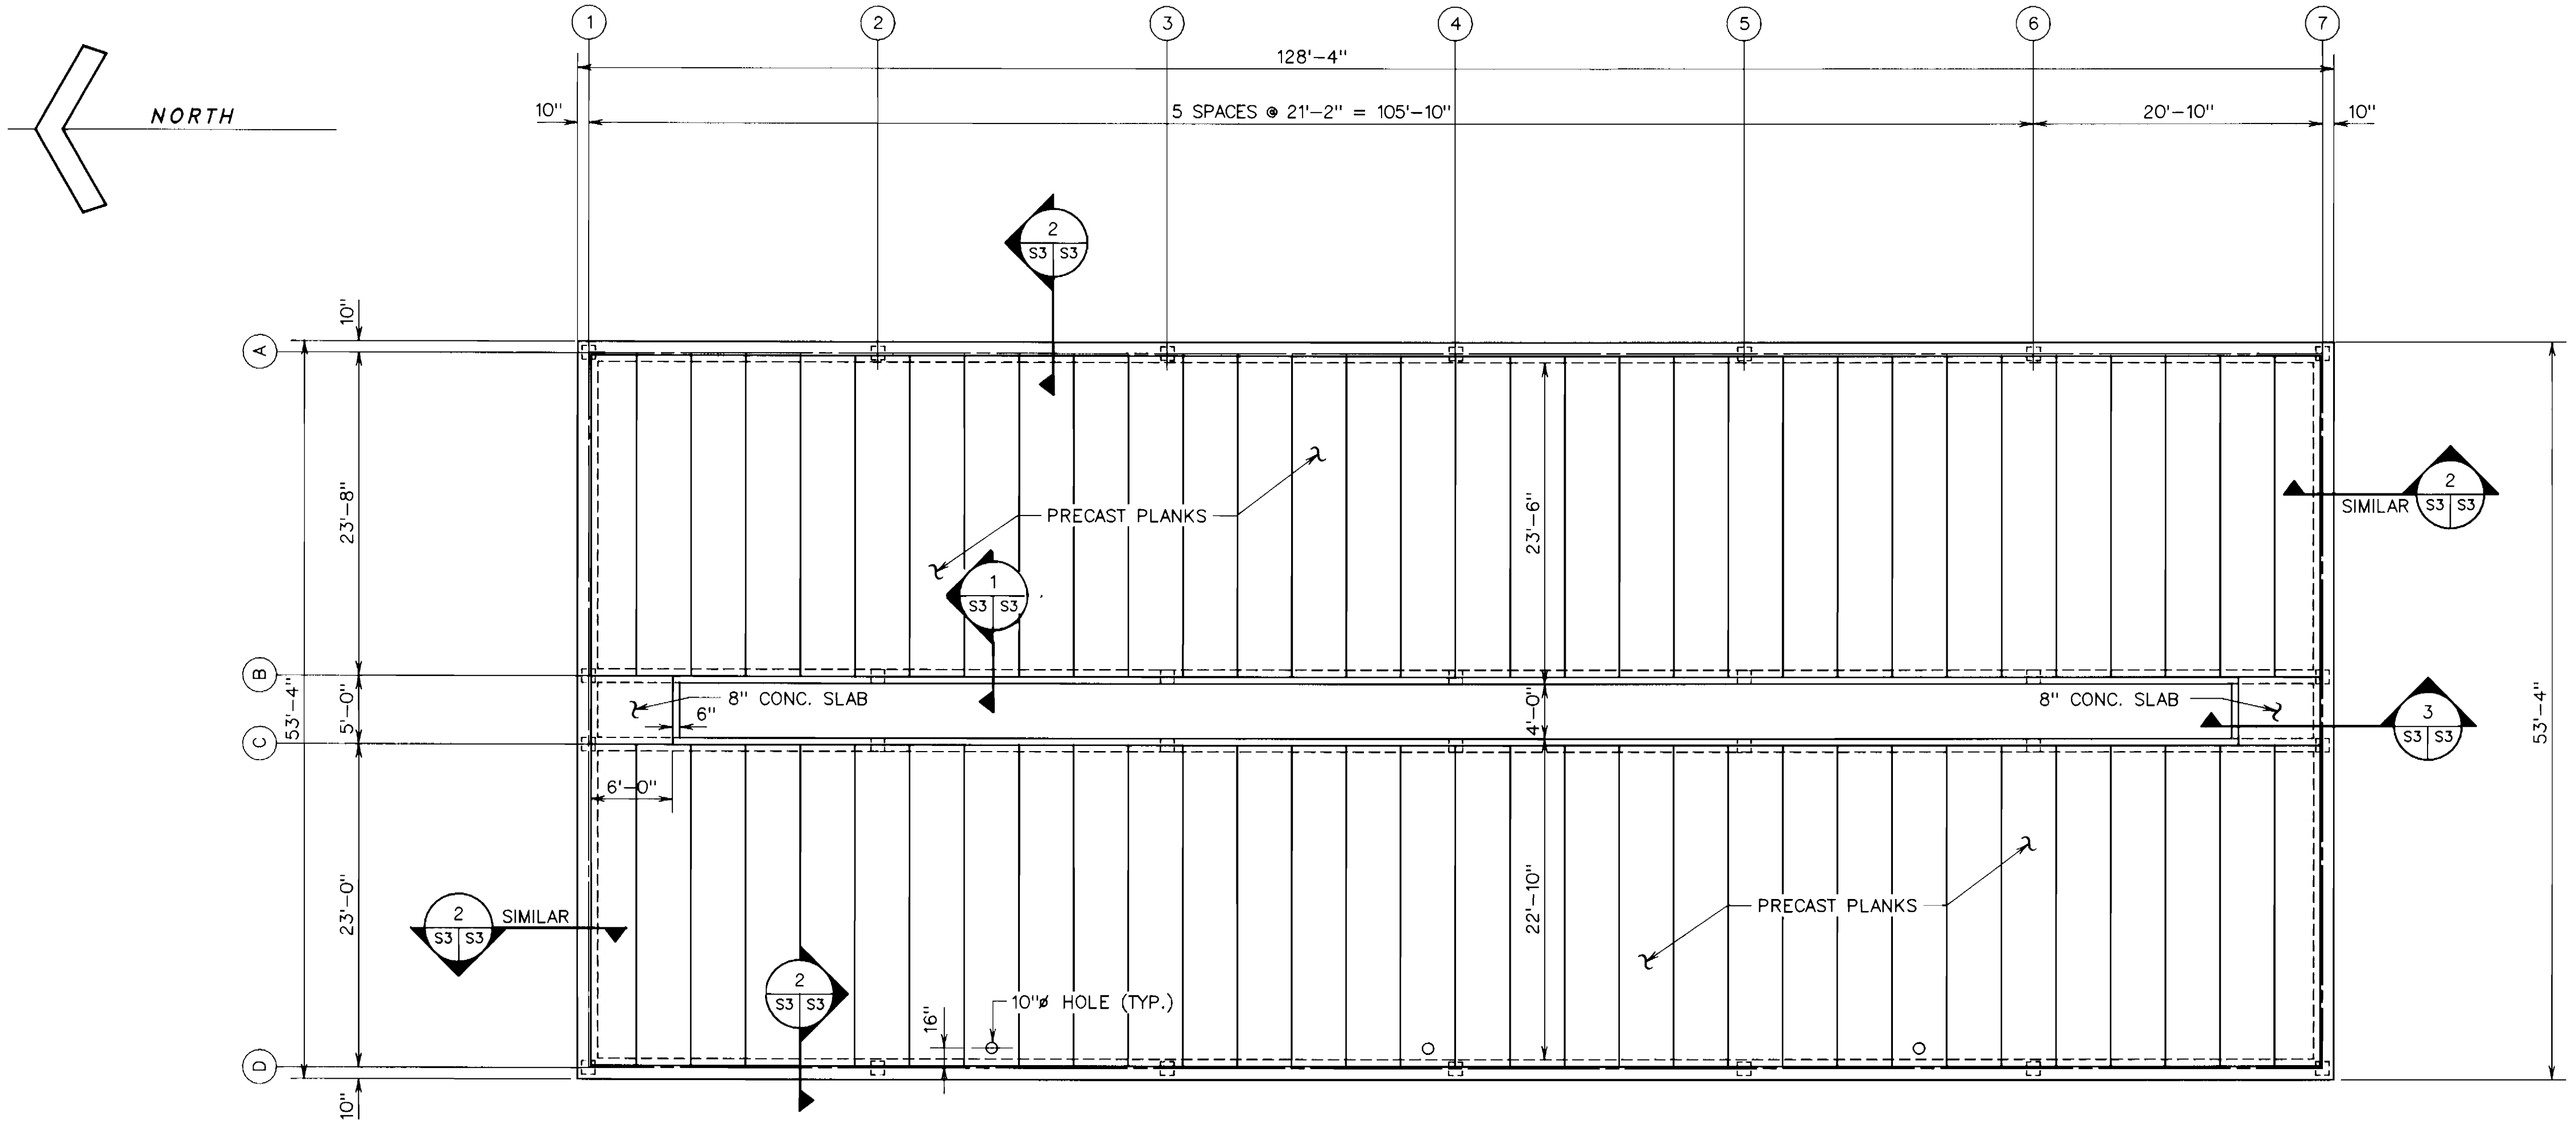 1
2
3
4
5
6
7
128'-4"
10"
5 SPACES @ 21'-2" = 105'-10"
20'-10"
10"
NORTH
2
S3 S3
10"
A
23'-8"
PRECAST PLANKS
23'-6"
2
S3 S3
SIMILAR
1
S3 S3
B
53'-4"
5'-0"
8" CONC. SLAB
6"
4'-0"
8" CONC. SLAB
3
S3 S3
53'-4"
C
6'-0"
23'-0"
22'-10"
PRECAST PLANKS
2
S3 S3
SIMILAR
2
S3 S3
10"ø HOLE (TYP.)
16"
D
10"